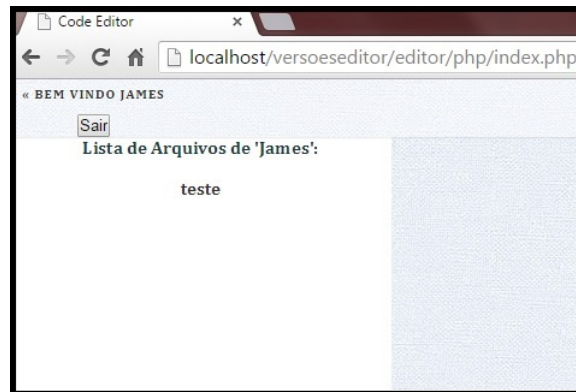 Code Editor
localhost/versoeseditor/editor/php/index.php
« BEM VINDO JAMES
Sair
Lista de Arquivos de 'James':
teste